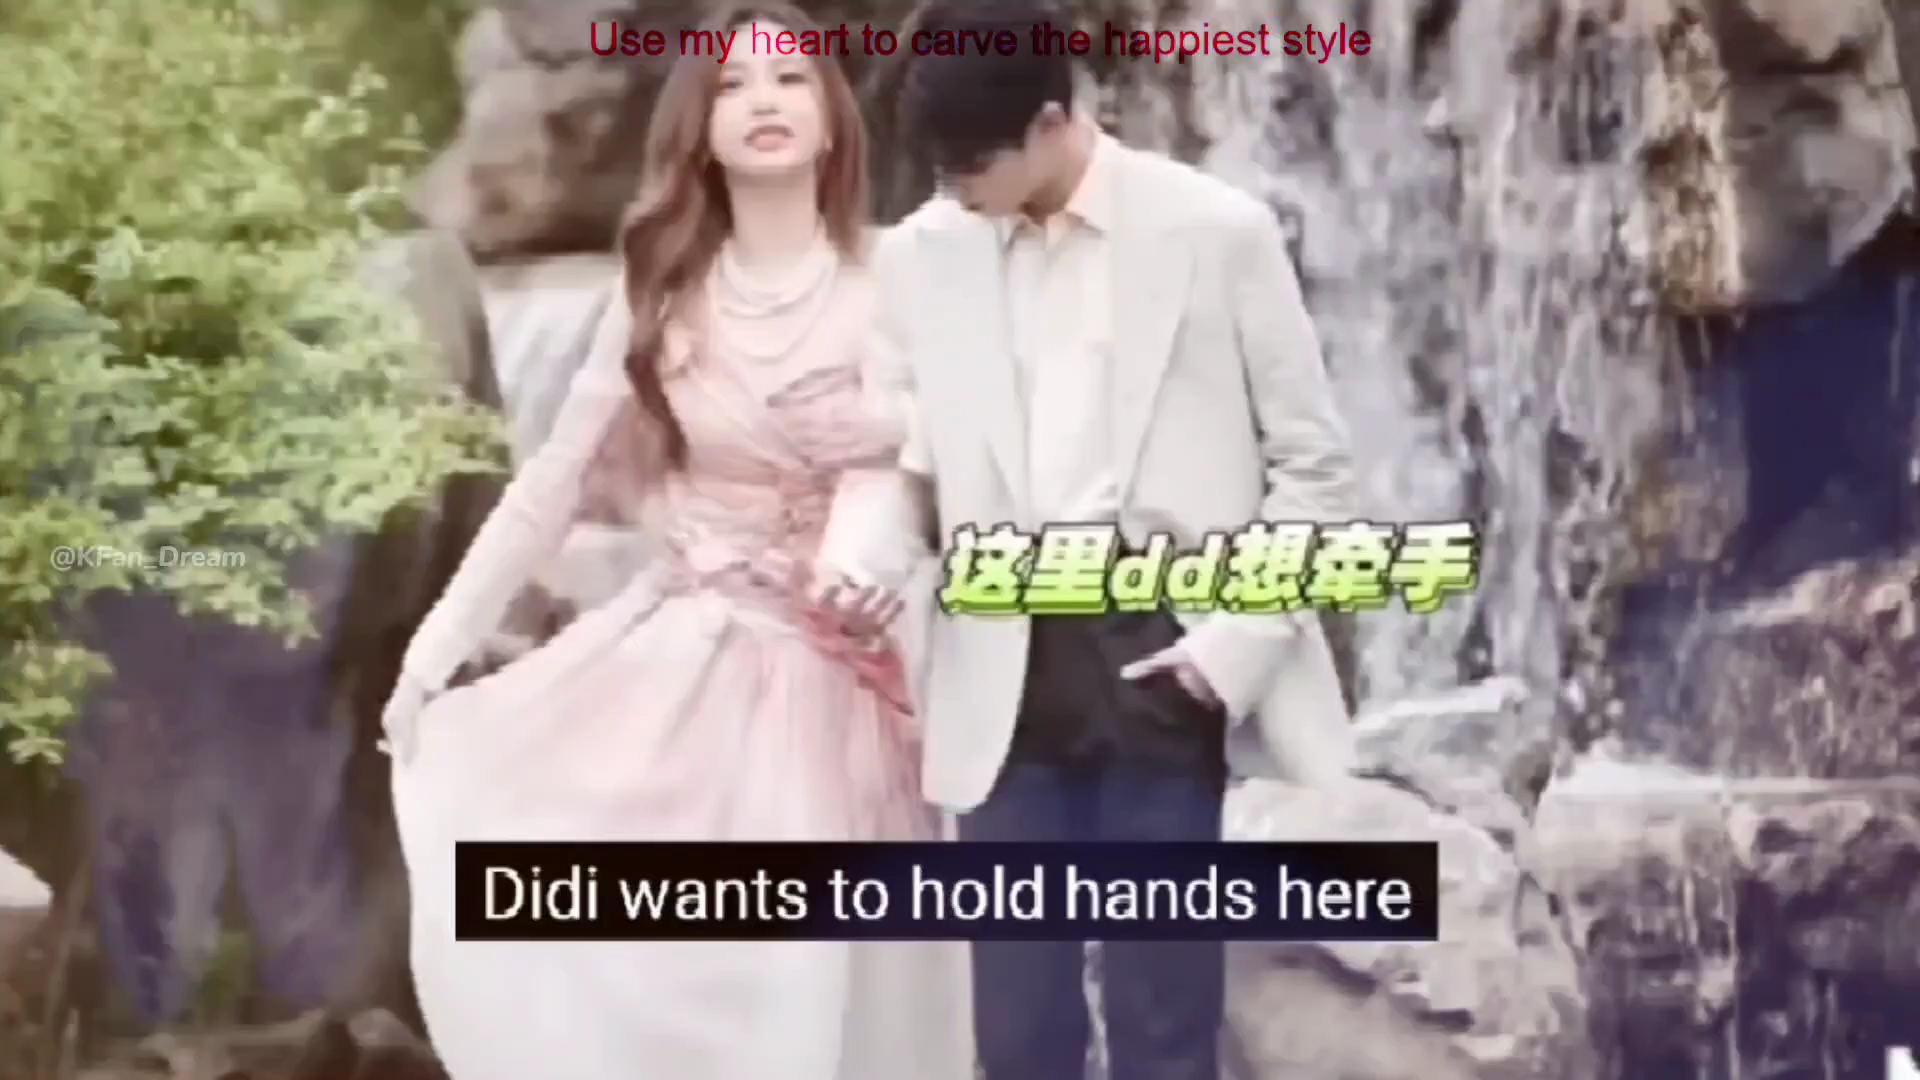 Use my heart to carve the happiest style
@KFan_Dream
这里dd想牵手
Didi wants to hold hands here